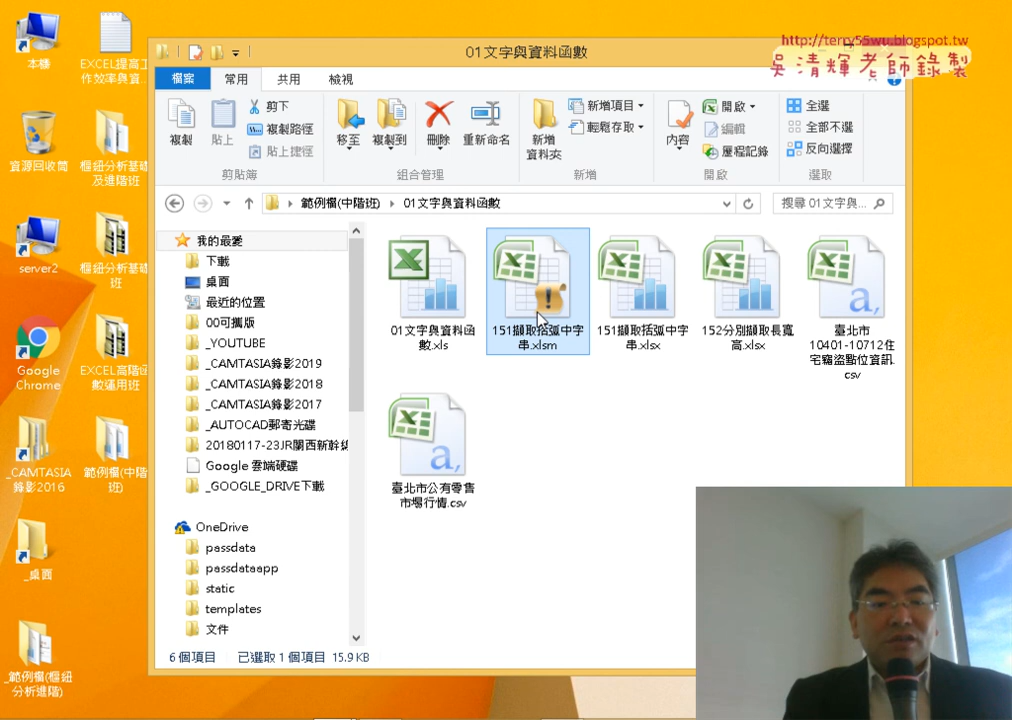 http://terry55wu.blogspot.tw
吳清輝老師錄製
01文字與資料函數
檔案 常用 共用 檢視
複製
貼上
剪下
複製路徑
貼上捷徑
剪貼簿
移至
複製到
刪除
重新命名
組合管理
新增
資料夾
新增項目
輕鬆存取
新增
內容
開啟
編輯
歷程記錄
開啟
全選
全部不選
反向選擇
選取
範例檔(中階班) 01文字與資料函數
搜尋 01文字與...
我的最愛
下載
桌面
最近的位置
00可攜版
_YOUTUBE
_CAMTASIA錄影2019
_CAMTASIA錄影2018
_CAMTASIA錄影2017
_AUTOCAD郵寄光碟
20180117-23JR關西新幹線
Google 雲端硬碟
_GOOGLE_DRIVE下載
OneDrive
passdata
passdataapp
static
templates
文件
01文字與資料函
數.xls
151擷取括弧中字
串.xlsm
151擷取括弧中字
串.xlsx
152分別擷取長寬
高.xlsx
臺北市
10401-10712住
宅竊盜點位資訊.
csv
臺北市公有零售
市場行情.csv
6 個項目 已選取 1 個項目 15.9 KB
本機
EXCEL提高工
作效率與資...
資源回收筒
樞紐分析基礎
及進階班
server2
樞紐分析基礎
班
Google
Chrome
EXCEL高階函
數運用班
_CAMTASIA
錄影2016
範例檔(中階
班)
_桌面
_範例檔(樞紐
分析進階)